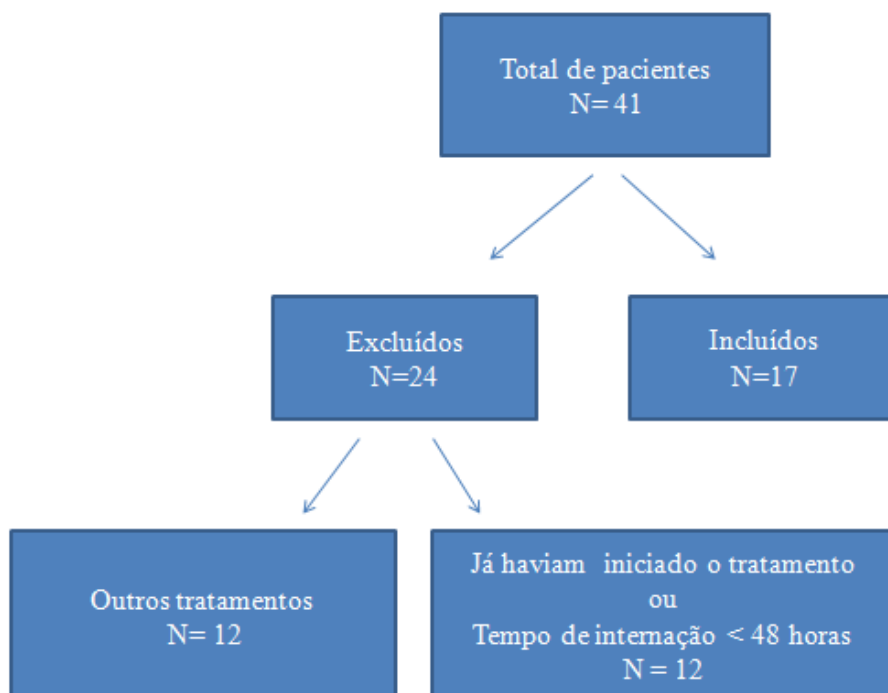 Total de pacientes
N= 41
Excluídos
N=24
Incluídos
N=17
Outros tratamentos
N= 12
Já haviam iniciado o tratamento
ou
Tempo de internação < 48 horas
N = 12